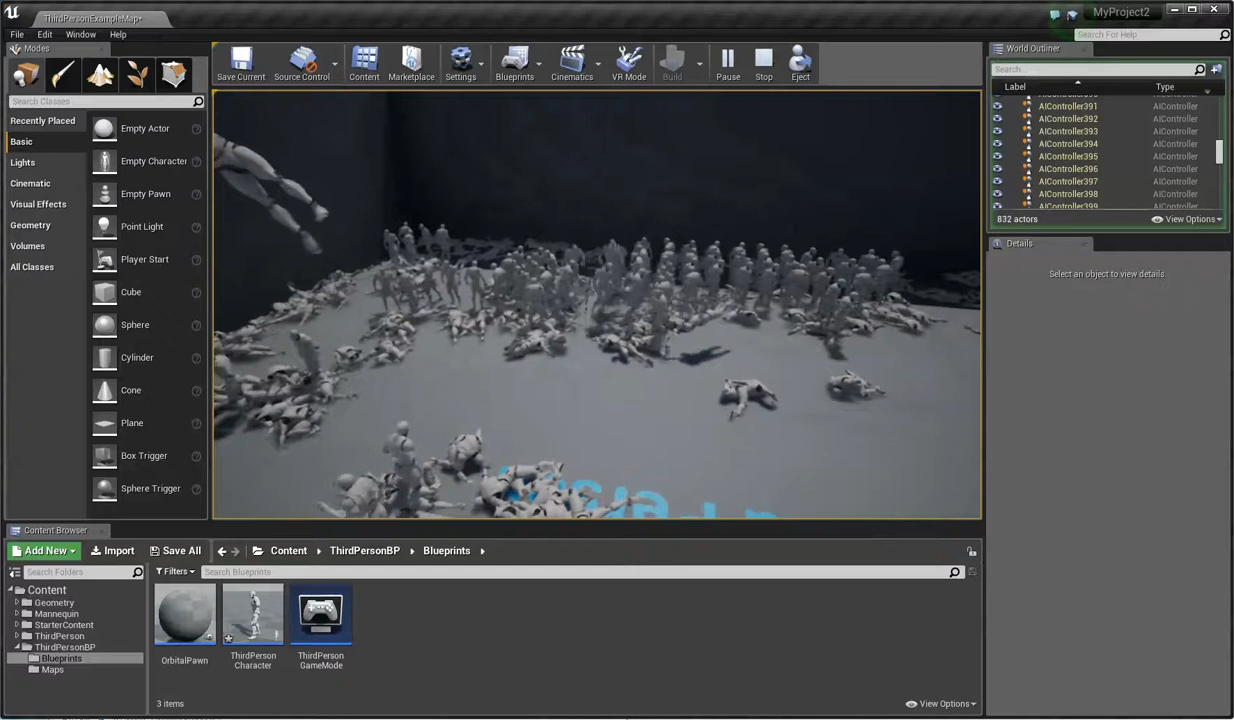 ThirdPersonExampleMap*
MyProject2
File Edit Window Help
Search For Help
Modes
Search Classes
Recently Placed
Basic
Lights
Cinematic
Visual Effects
Geometry
Volumes
All Classes
Empty Actor
Empty Character
Empty Pawn
Point Light
Player Start
Cube
Sphere
Cylinder
Cone
Plane
Box Trigger
Sphere Trigger
Save Current Source Control Content Marketplace Settings Blueprints Cinematics VR Mode Build Pause Stop Eject
World Outliner
Search...
Label Type
AIController391 AIController
AIController392 AIController
AIController393 AIController
AIController394 AIController
AIController395 AIController
AIController396 AIController
AIController397 AIController
AIController398 AIController
AIController399 AIController
832 actors View Options
Details
Select an object to view details.
Content Browser
Add New Import Save All Content ThirdPersonBP Blueprints
Search Folders
Filters Search Blueprints
Content
Geometry
Mannequin
StarterContent
ThirdPerson
ThirdPersonBP
Blueprints
Maps
OrbitalPawn
ThirdPerson
Character
ThirdPerson
GameMode
3 items View Options